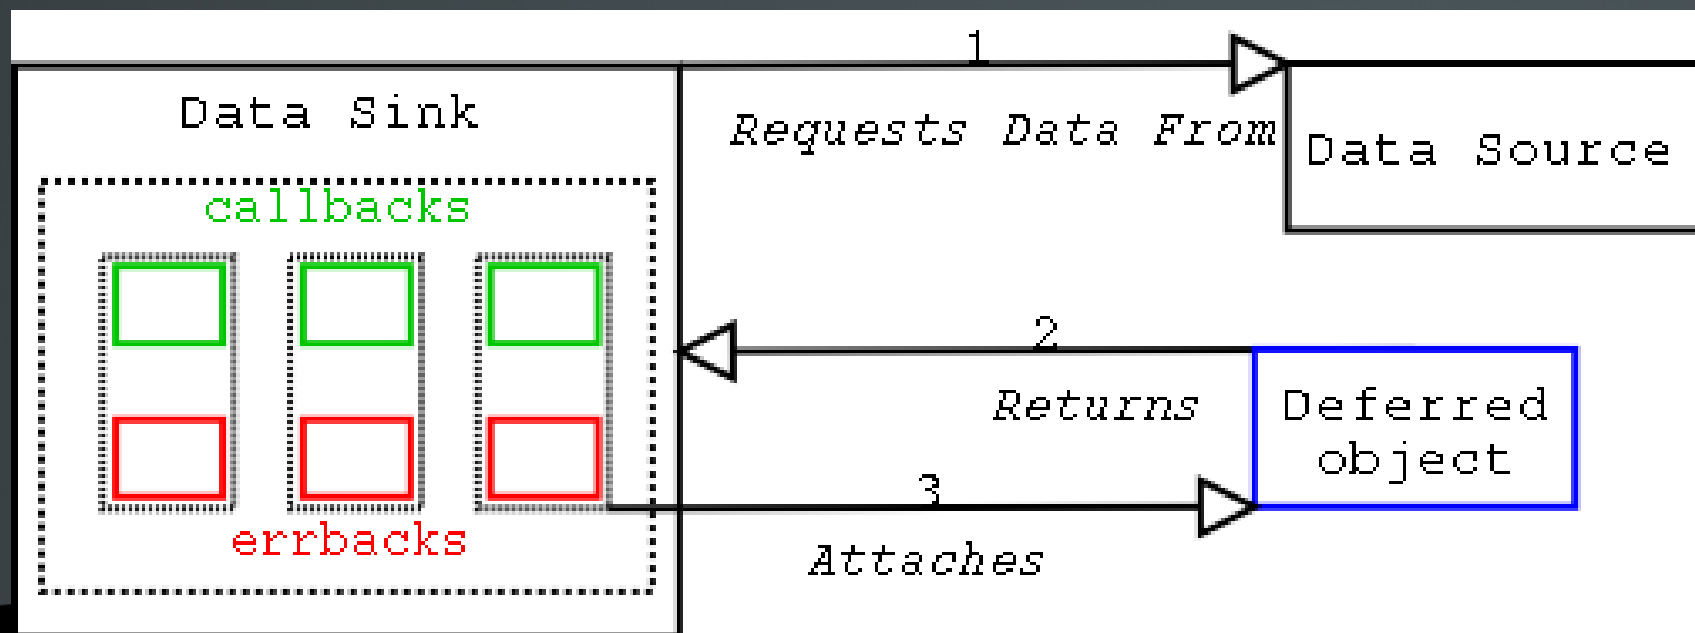 1
Data Sink
Requests Data From
Data Source
callbacks
2
Returns
Deferred
object
3
errbacks
Attaches